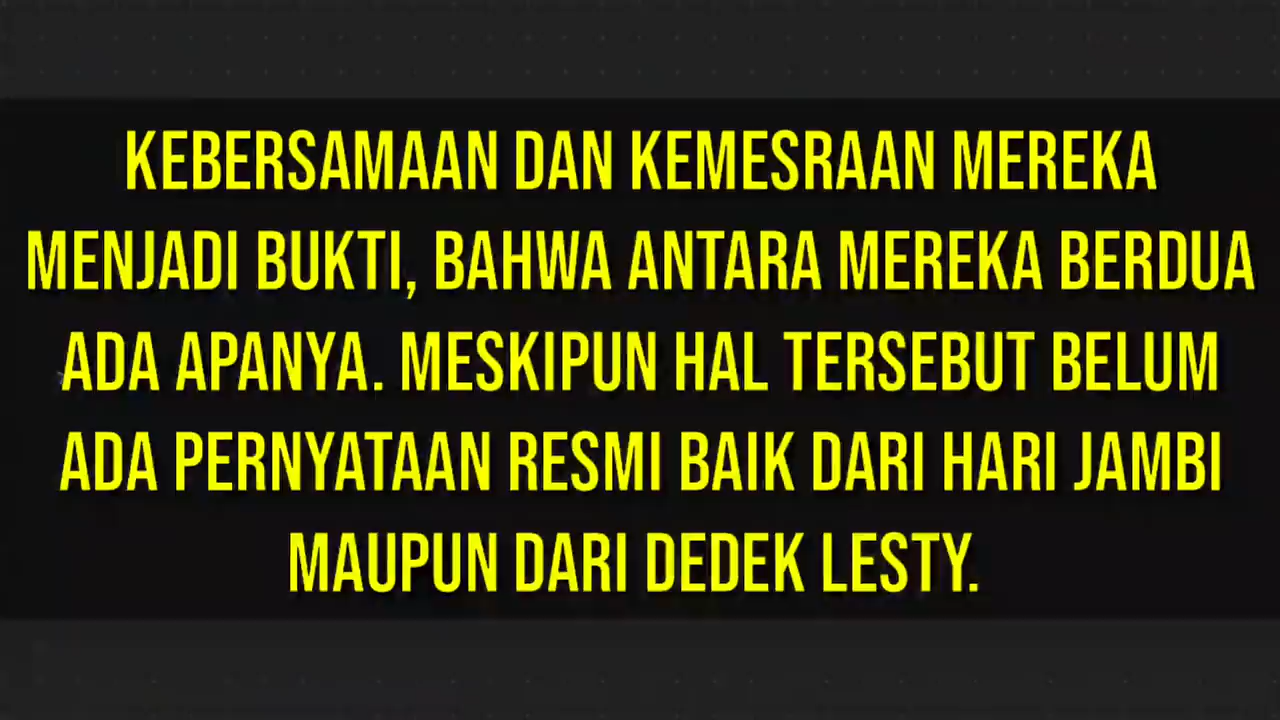 KEBERSAMAAN DAN KEMESRAAN MEREKA
MENJADI BUKTI, BAHWA ANTARA MEREKA BERDUA
ADA APANYA. MESKIPUN HAL TERSEBUT BELUM
ADA PERNYATAAN RESMI BAIK DARI HARI JAMBI
MAUPUN DARI DEDEK LESTY.